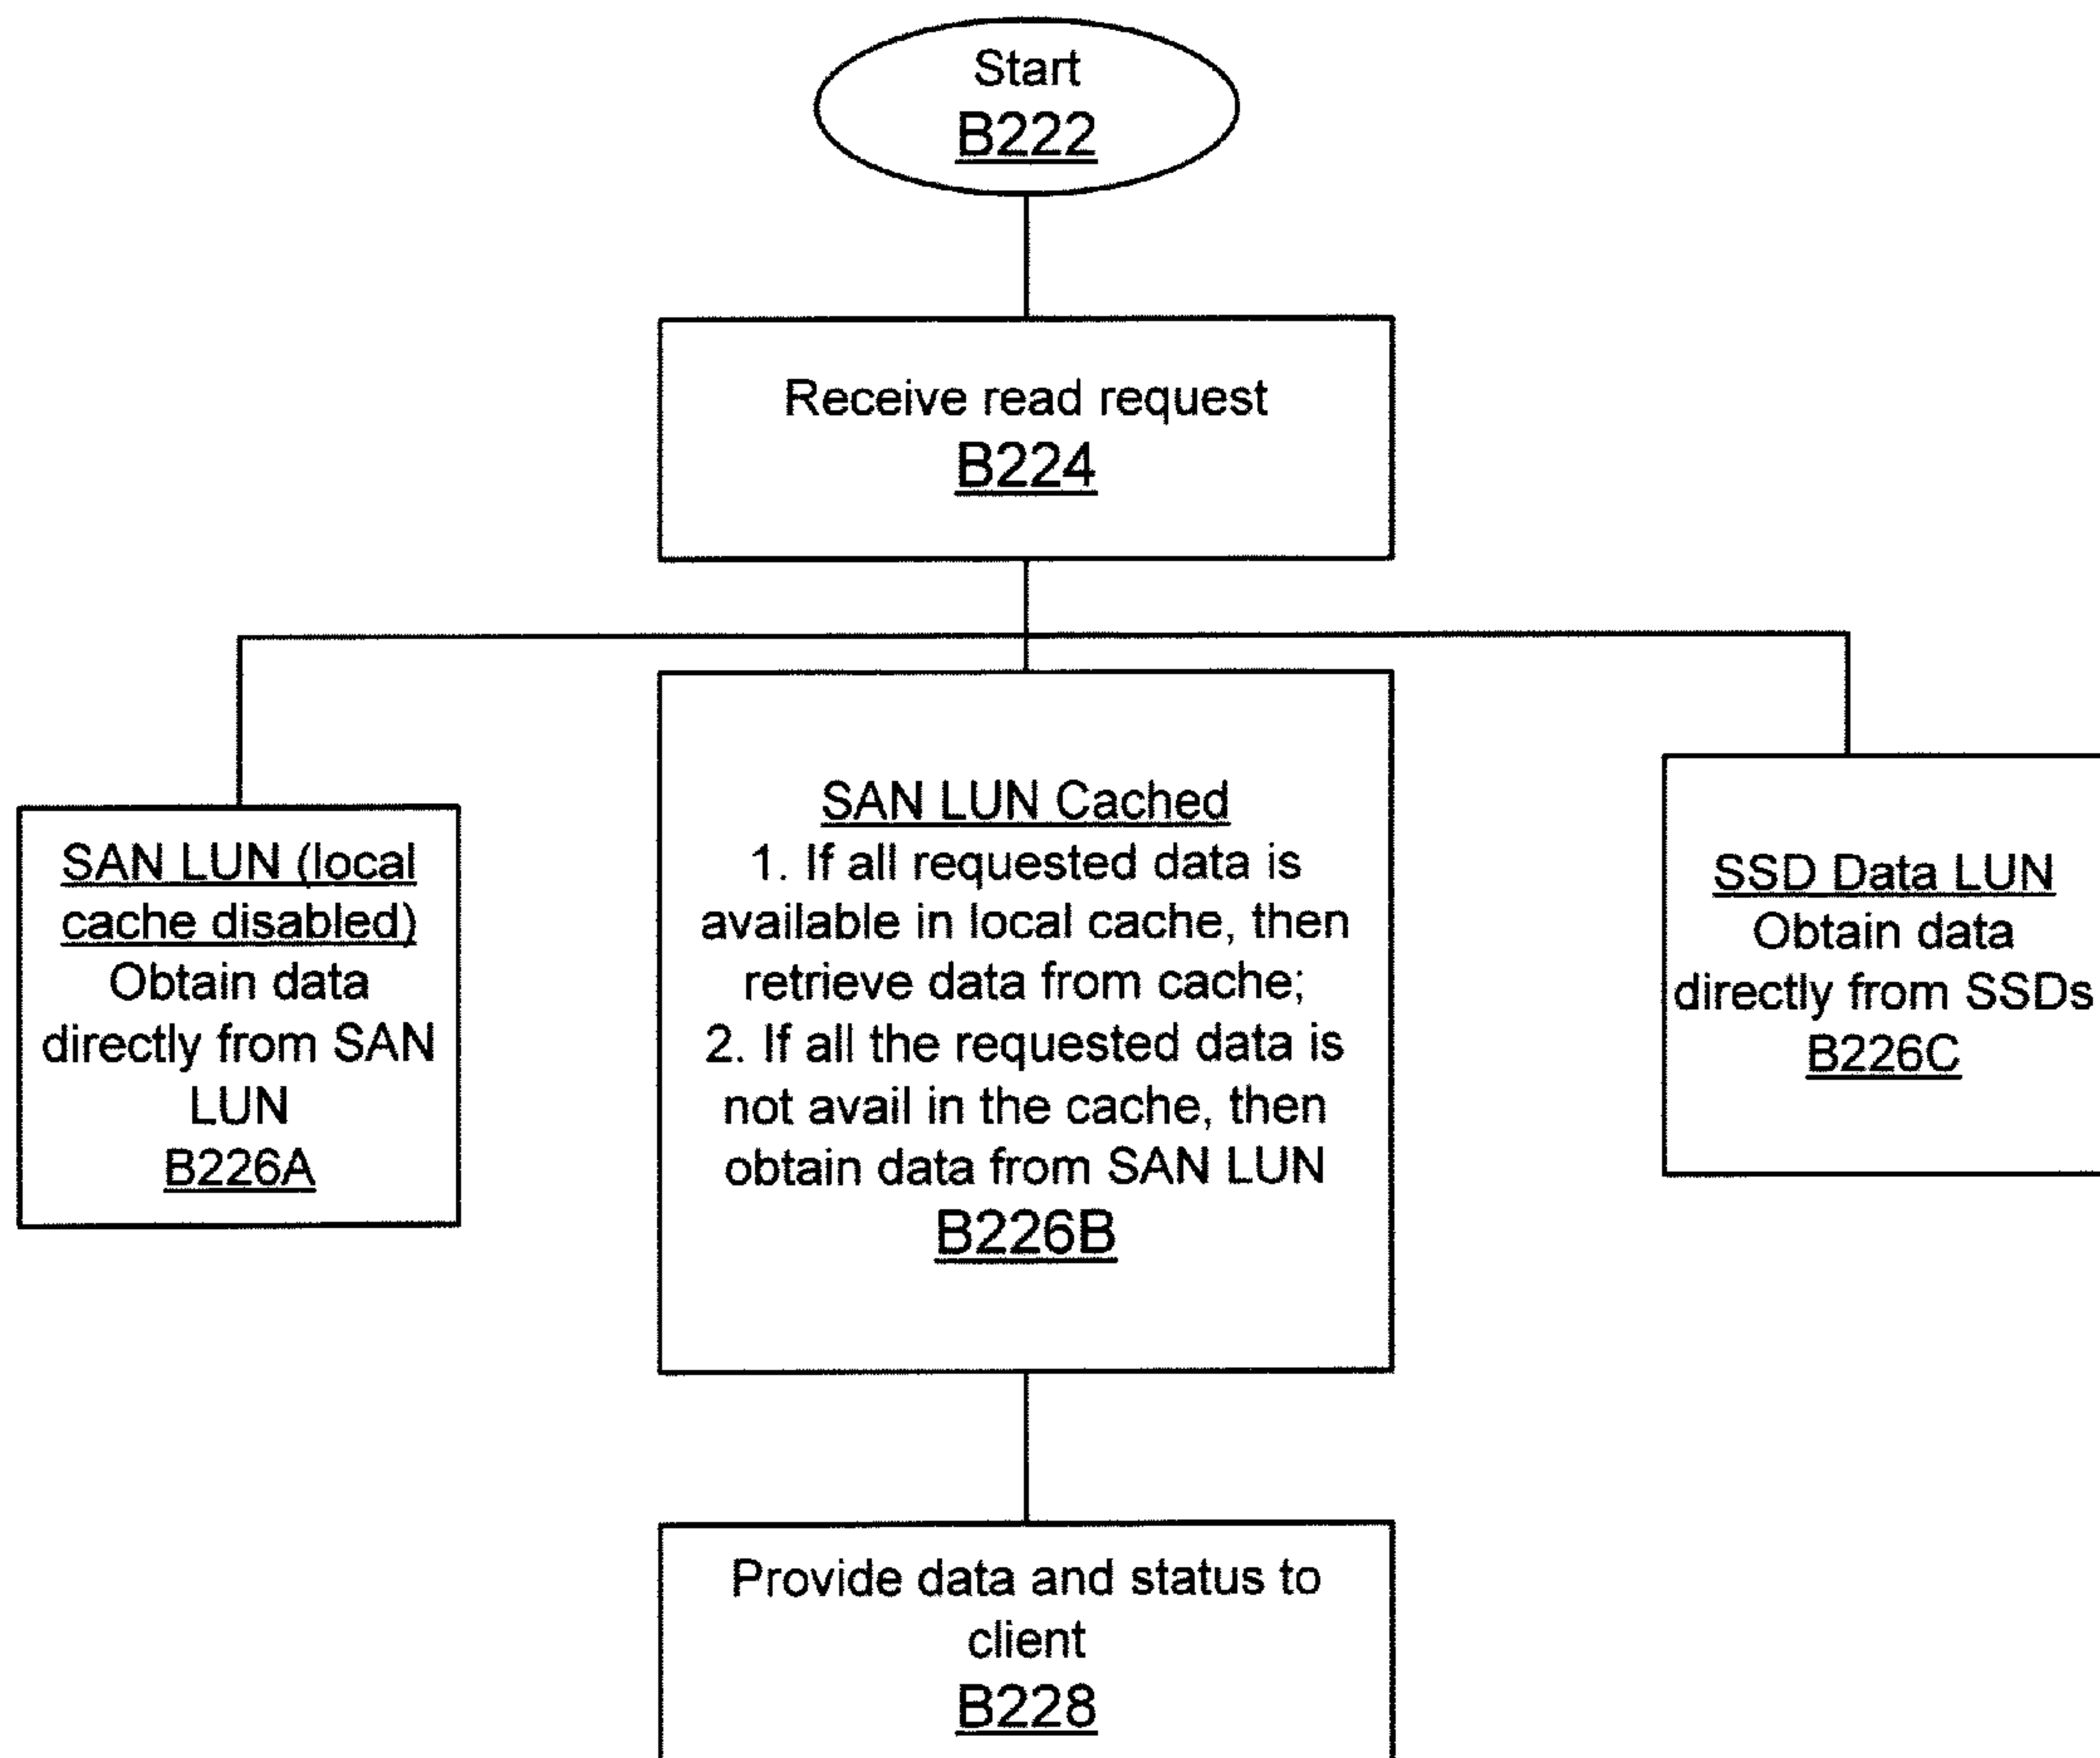 Start
B222
Receive read request
B224
SAN LUN (local
cache disabled)
Obtain data
directly from SAN
LUN
B226A
SAN LUN Cached
1. If all requested data is
available in local cache, then
retrieve data from cache;
2. If all the requested data is
not avail in the cache, then
obtain data from SAN LUN
B226B
SSD Data LUN
Obtain data
directly from SSDs
B226C
Provide data and status to
client
B228